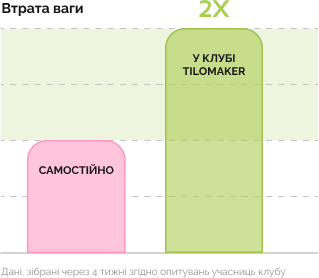 Втрата ваги
2X
У КЛУБІ
TILOMAKER
САМОСТІЙНО
Дані, зібрані через 4 тижні згідно опитувань учасниць клубу